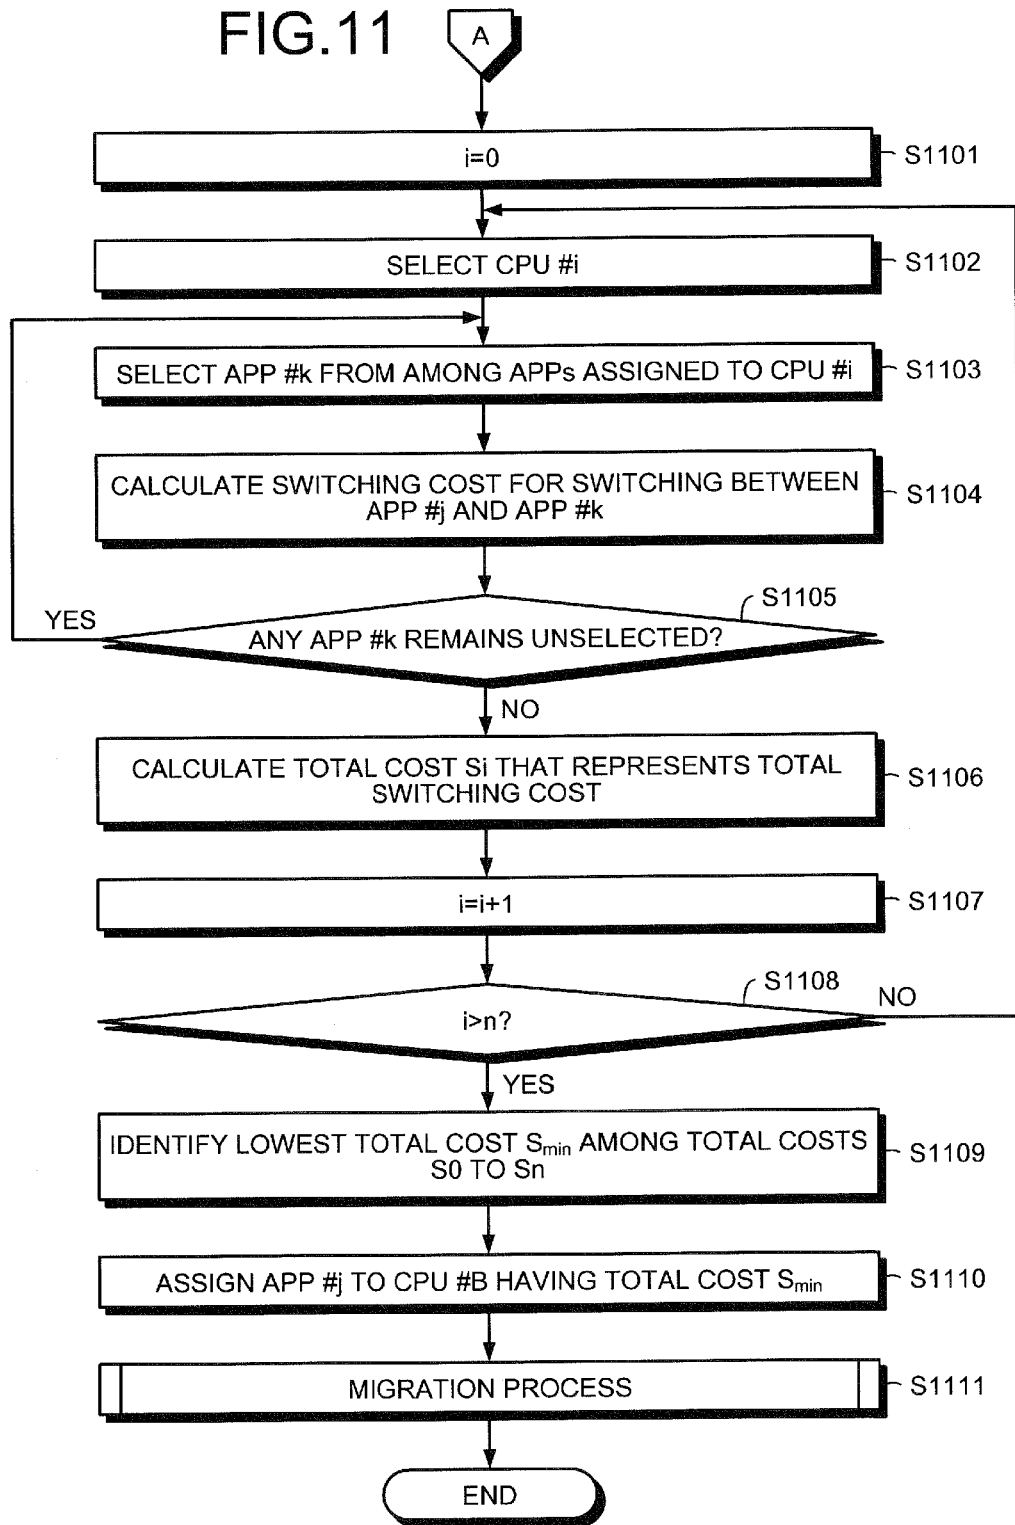 FIG.11
A
i=0
S1101
SELECT CPU #i
S1102
SELECT APP #k FROM AMONG APPs ASSIGNED TO CPU #i
S1103
CALCULATE SWITCHING COST FOR SWITCHING BETWEEN
APP #j AND APP #k
S1104
S1105
YES
ANY APP #k REMAINS UNSELECTED?
NO
CALCULATE TOTAL COST Si THAT REPRESENTS TOTAL
SWITCHING COST
S1106
i=i+1
S1107
S1108
NO
i>n?
YES
IDENTIFY LOWEST TOTAL COST Smin AMONG TOTAL COSTS
S0 TO Sn
S1109
ASSIGN APP #j TO CPU #B HAVING TOTAL COST Smin
S1110
MIGRATION PROCESS
S1111
END